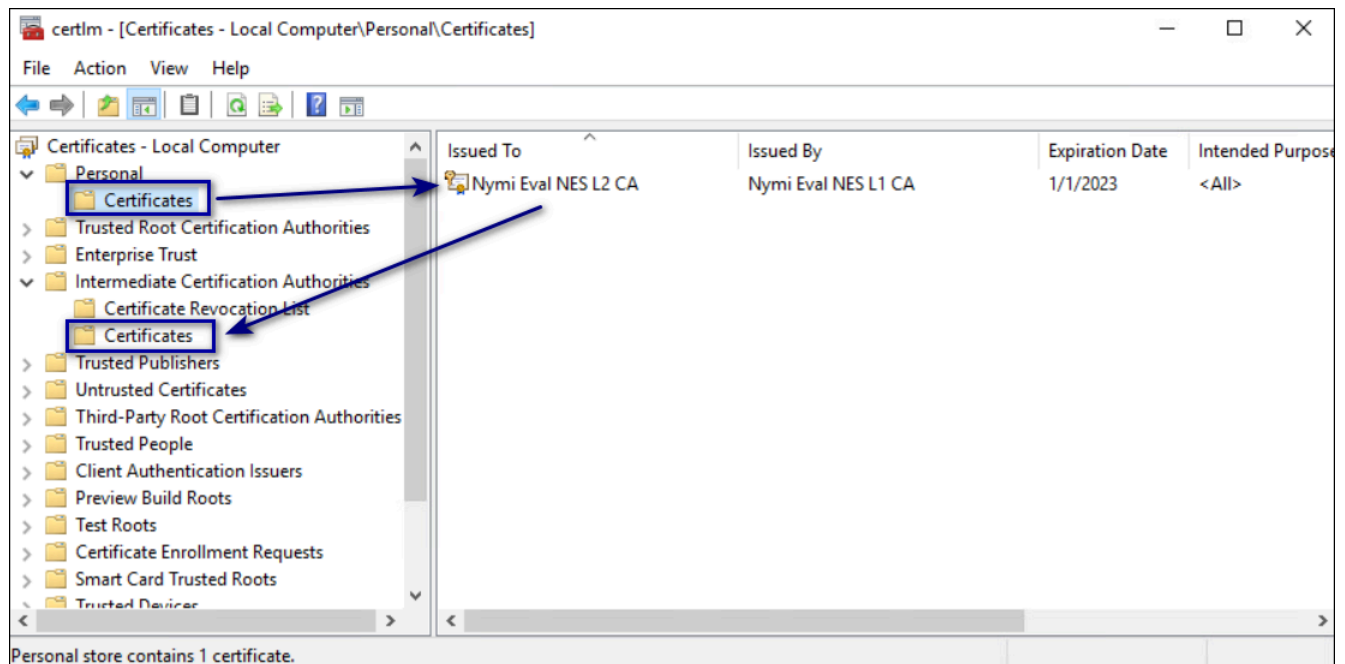 certlm - [Certificates - Local Computer\Personal\Certificates]
File Action View Help
Certificates - Local Computer
Personal
Certificates
Trusted Root Certification Authorities
Enterprise Trust
Intermediate Certification Authorities
Certificate Revocation List
Certificates
Trusted Publishers
Untrusted Certificates
Third-Party Root Certification Authorities
Trusted People
Client Authentication Issuers
Preview Build Roots
Test Roots
Certificate Enrollment Requests
Smart Card Trusted Roots
Trusted Devices
Issued To Issued By Expiration Date Intended Purpose
Nymi Eval NES L2 CA Nymi Eval NES L1 CA 1/1/2023 <All>
Personal store contains 1 certificate.